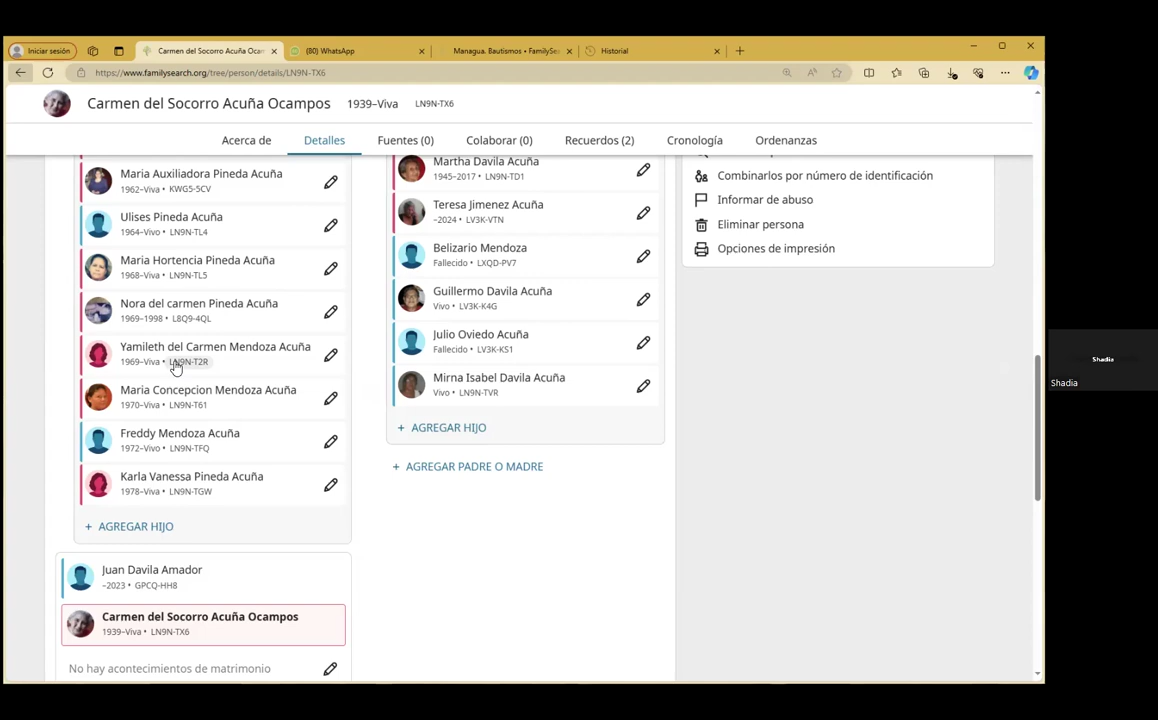 Iniciar sesión
Carmen del Socorro Acuña Ocam
(80) WhatsApp
Managua. Bautismos • FamilySea
Historial
https://www.familysearch.org/tree/person/details/LN9N-TX6
Carmen del Socorro Acuña Ocampos
1939–Viva
LN9N-TX6
Acerca de
Detalles
Fuentes (0)
Colaborar (0)
Recuerdos (2)
Cronología
Ordenanzas
Maria Auxiliadora Pineda Acuña
1962–Viva • KWG5-5CV
Ulises Pineda Acuña
1964–Vivo • LN9N-TL4
Maria Hortencia Pineda Acuña
1968–Viva • LN9N-TL5
Nora del carmen Pineda Acuña
1969–1998 • L8Q9-4QL
Yamileth del Carmen Mendoza Acuña
1969–Viva • LN9N-T2R
Maria Concepcion Mendoza Acuña
1970–Viva • LN9N-T61
Freddy Mendoza Acuña
1972–Vivo • LN9N-TFQ
Karla Vanessa Pineda Acuña
1978–Viva • LN9N-TGW
+ AGREGAR HIJO
Juan Davila Amador
–2023 • GPCQ-HH8
Carmen del Socorro Acuña Ocampos
1939–Viva • LN9N-TX6
No hay acontecimientos de matrimonio
Martha Davila Acuña
1945–2017 • LN9N-TD1
Teresa Jimenez Acuña
–2024 • LV3K-VTN
Belizario Mendoza
Fallecido • LXQD-PV7
Guillermo Davila Acuña
Vivo • LV3K-K4G
Julio Oviedo Acuña
Fallecido • LV3K-KS1
Mirna Isabel Davila Acuña
Vivo • LN9N-TVR
+ AGREGAR HIJO
+ AGREGAR PADRE O MADRE
Combinarlos por número de identificación
Informar de abuso
Eliminar persona
Opciones de impresión
Shadia
Shadia